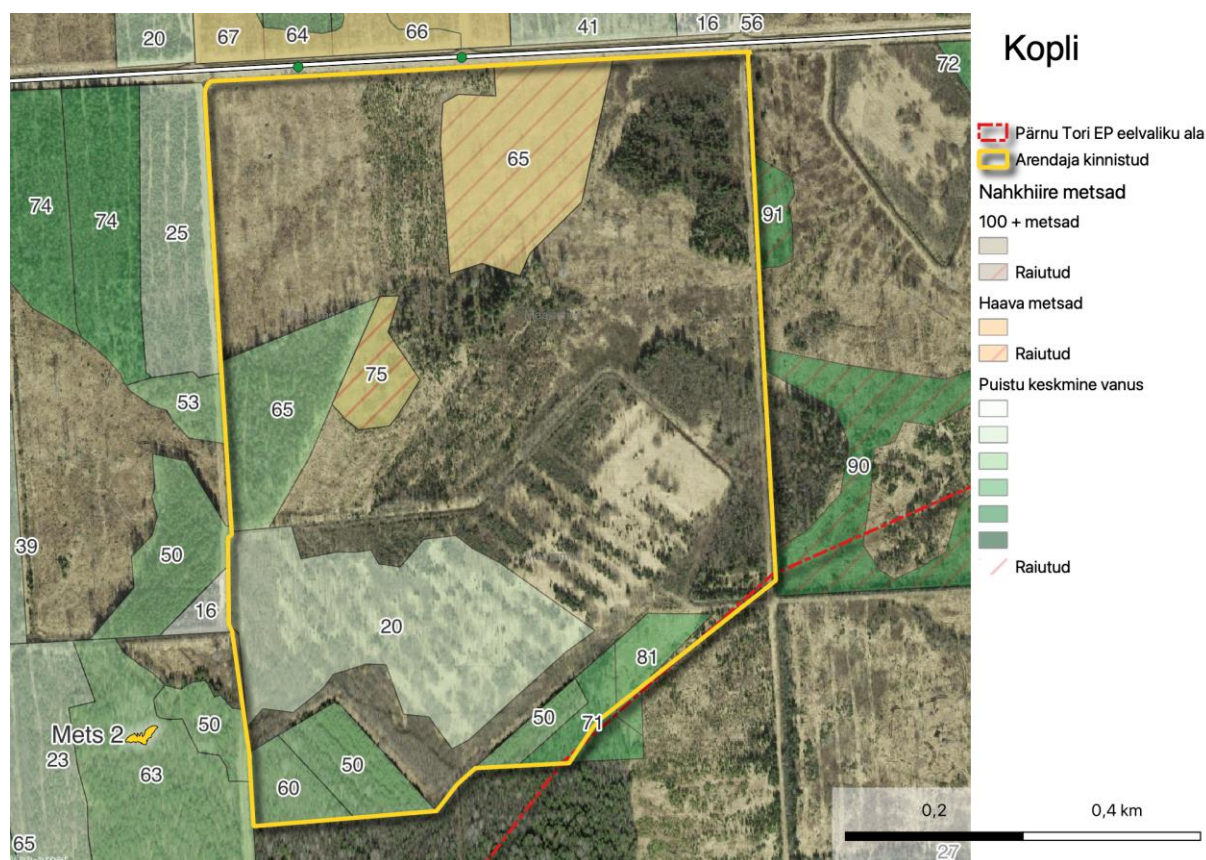 Kopli
Pärnu Tori EP eelvaliku ala
Arendaja kinnistud
Nahkhiire metsad
100 + metsad
Raiutud
Haava metsad
Raiutud
Puistu keskmine vanus
Raiutud
20
67
64
66
41
16
56
72
74
74
25
65
91
53
65
75
39
50
90
16
20
81
50
71
Mets 2
50
23
63
60
50
65
0,2
0,4 km
27